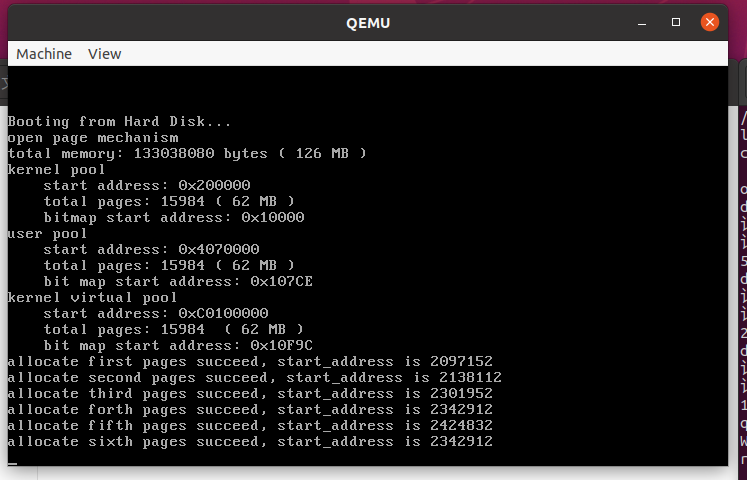 QEMU
Machine View
Booting from Hard Disk...
open page mechanism
total memory: 133038080 bytes ( 126 MB )
kernel pool
    start address: 0x200000
    total pages: 15984 ( 62 MB )
    bitmap start address: 0x10000
user pool
    start address: 0x4070000
    total pages: 15984 ( 62 MB )
    bit map start address: 0x107CE
kernel virtual pool
    start address: 0xC0100000
    total pages: 15984  ( 62 MB )
    bit map start address: 0x10F9C
allocate first pages succeed, start_address is 2097152
allocate second pages succeed, start_address is 2138112
allocate third pages succeed, start_address is 2301952
allocate forth pages succeed, start_address is 2342912
allocate fifth pages succeed, start_address is 2424832
allocate sixth pages succeed, start_address is 2342912